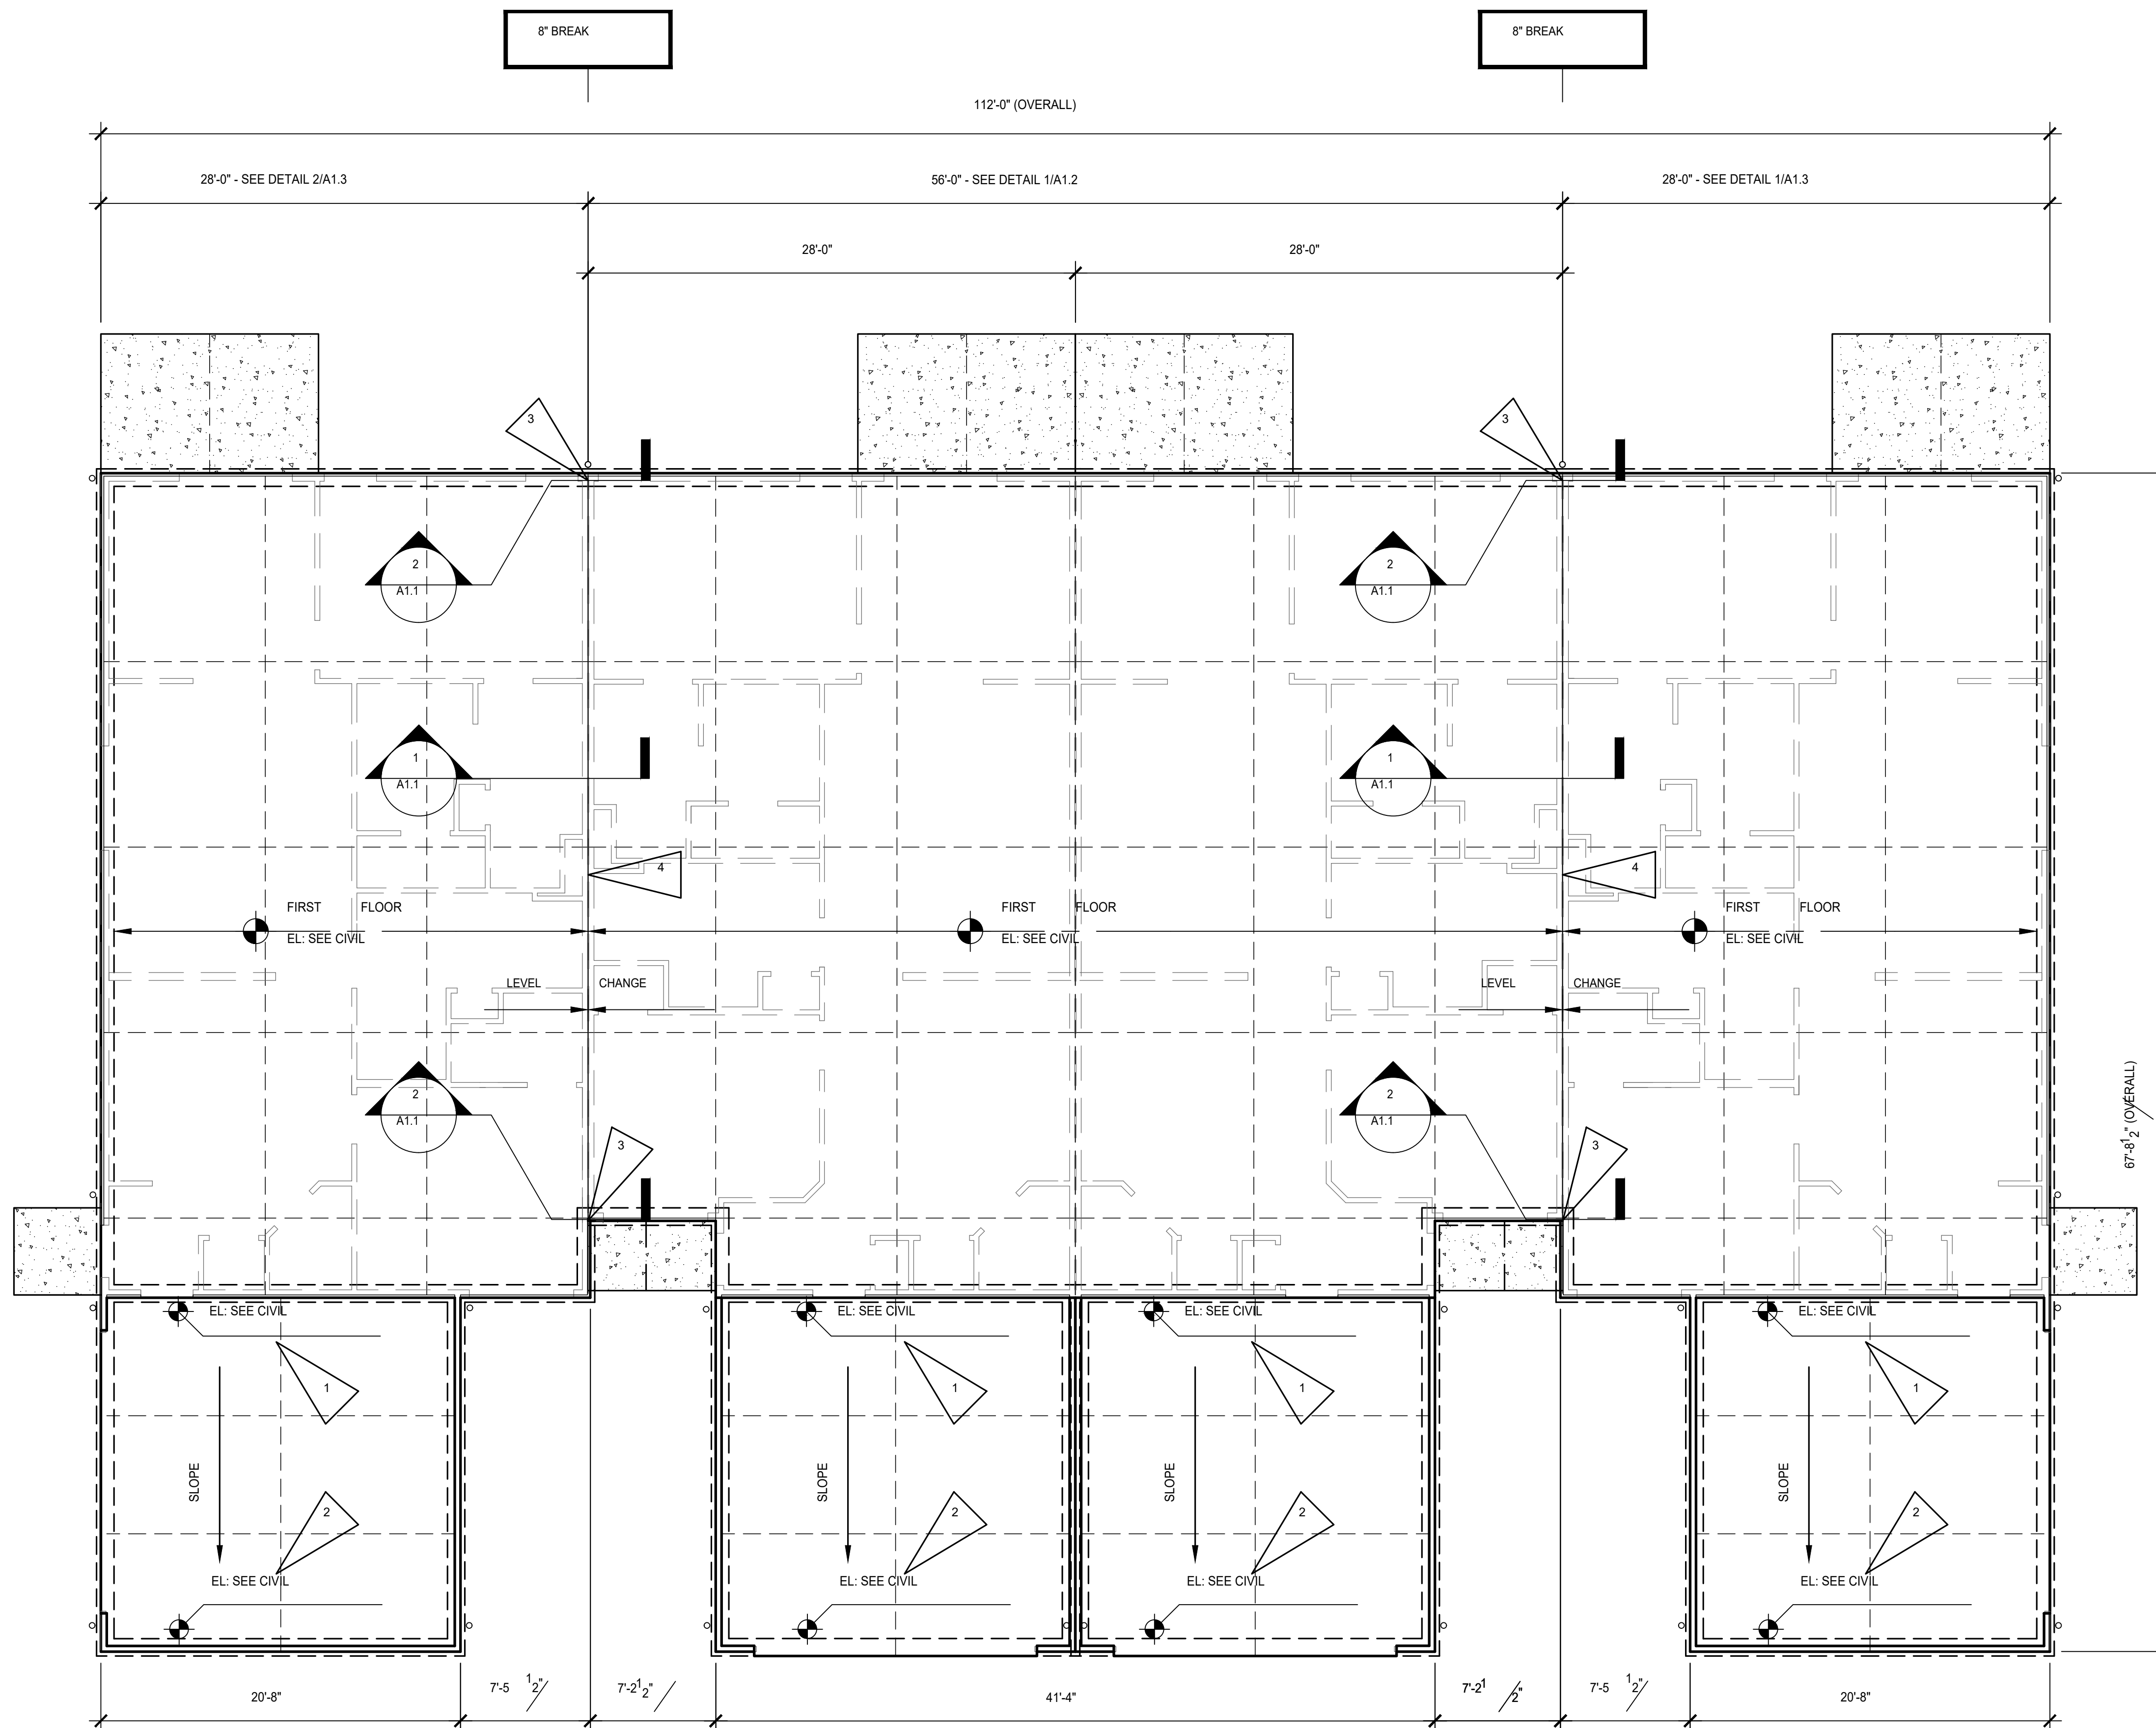 8" BREAK
8" BREAK
112'-0" (OVERALL)
28'-0" - SEE DETAIL 2/A1.3
56'-0" - SEE DETAIL 1/A1.2
28'-0" - SEE DETAIL 1/A1.3
28'-0"
28'-0"
3
3
2
A1.1
2
A1.1
1
A1.1
1
A1.1
4
4
FIRST FLOOR
EL: SEE CIVIL
FIRST FLOOR
EL: SEE CIVIL
FIRST FLOOR
EL: SEE CIVIL
LEVEL CHANGE
LEVEL CHANGE
2
A1.1
2
A1.1
3
3
67'-8 1/2" (OVERALL)
EL: SEE CIVIL
EL: SEE CIVIL
EL: SEE CIVIL
EL: SEE CIVIL
1
1
1
1
SLOPE
SLOPE
SLOPE
SLOPE
2
2
2
2
EL: SEE CIVIL
EL: SEE CIVIL
EL: SEE CIVIL
EL: SEE CIVIL
20'-8"
7'-5 1/2"
7'-2 1/2"
41'-4"
7'-2 1/2"
7'-5 1/2"
20'-8"